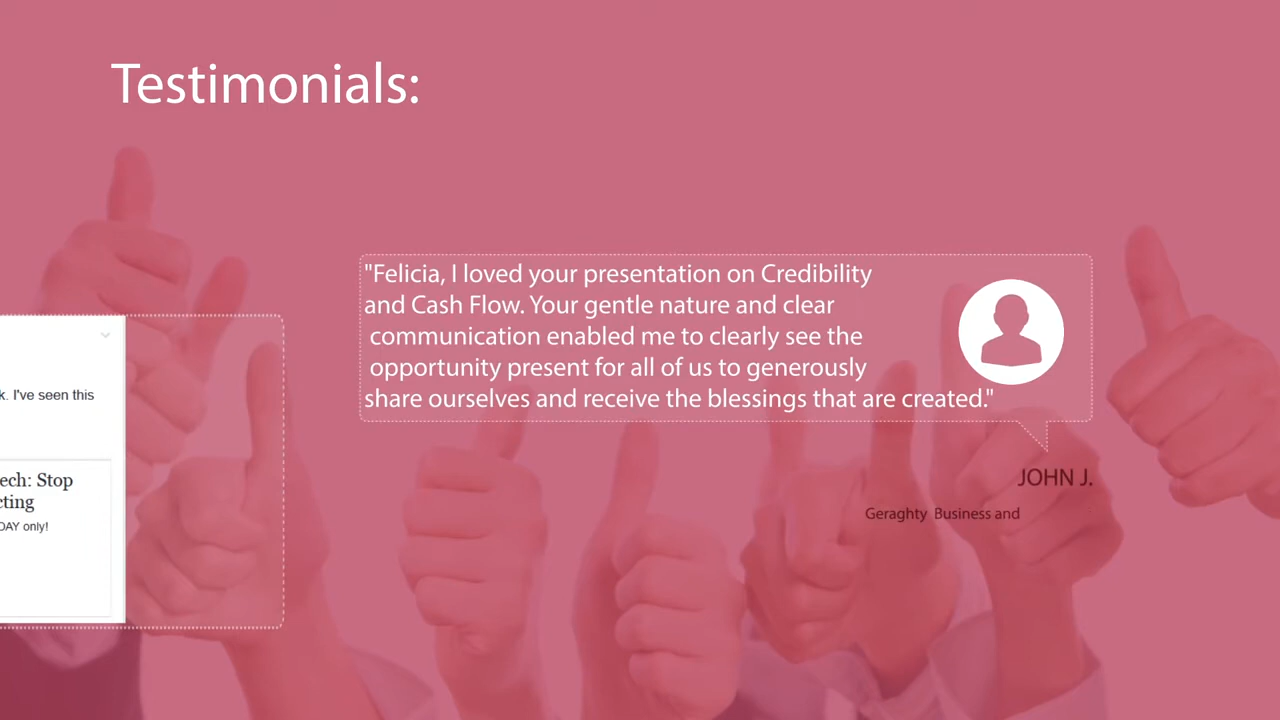 Testimonials:
"Felicia, I loved your presentation on Credibility
and Cash Flow. Your gentle nature and clear
communication enabled me to clearly see the
opportunity present for all of us to generously
share ourselves and receive the blessings that are created."
JOHN J.
Geraghty Business and
I've seen this
Stop
DAY only!